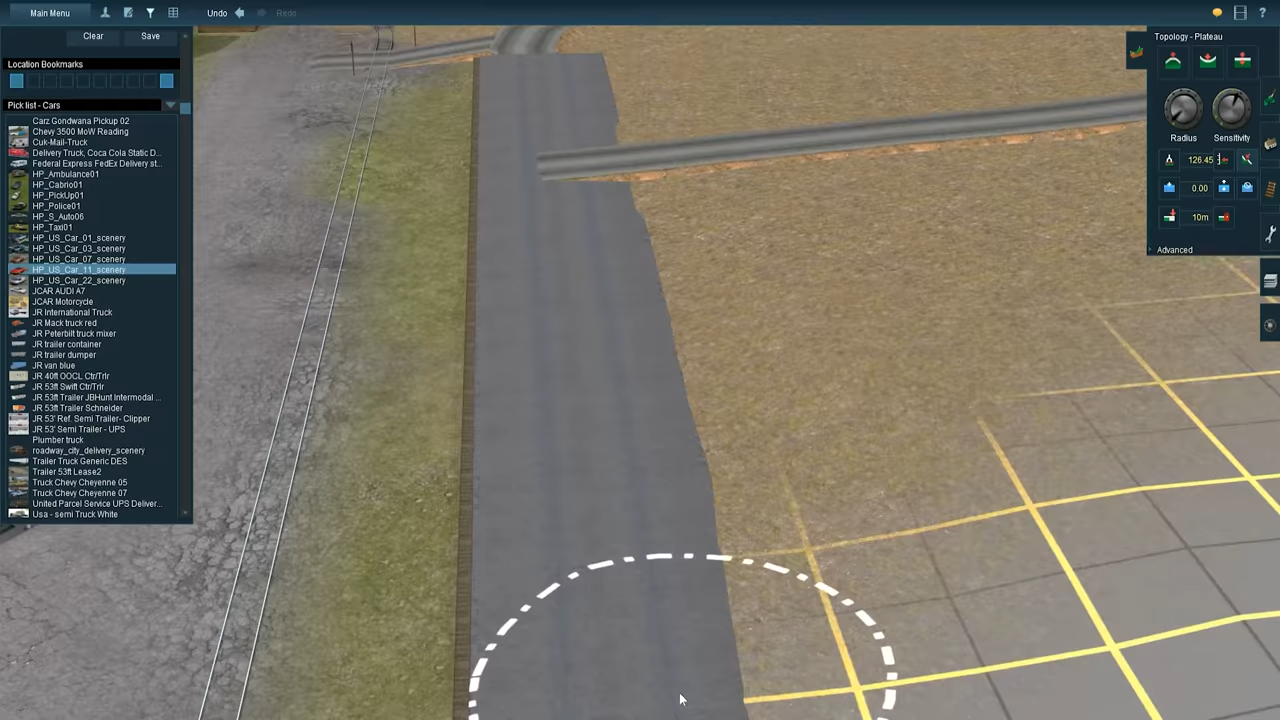 Main Menu
Undo
Redo
?
Clear
Save
Location Bookmarks
Pick list - Cars
Carz Gondwana Pickup 02
Chevy 3500 MoW Reading
Cuk-Mail-Truck
Delivery Truck, Coca Cola Static D...
Federal Express FedEx Delivery st...
HP_Ambulance01
HP_Cabrio01
HP_PickUp01
HP_Police01
HP_S_Auto06
HP_Taxi01
HP_US_Car_01_scenery
HP_US_Car_03_scenery
HP_US_Car_07_scenery
HP_US_Car_11_scenery
HP_US_Car_22_scenery
JCAR AUDI A7
JCAR Motorcycle
JR International Truck
JR Mack truck red
JR Peterbilt truck mixer
JR trailer container
JR trailer dumper
JR van blue
JR 40ft OOCL Ctr/Trlr
JR 53ft Swift Ctr/Trlr
JR 53ft Trailer JBHunt Intermodal ...
JR 53ft Trailer Schneider
JR 53' Ref. Semi Trailer- Clipper
JR 53' Semi Trailer - UPS
Plumber truck
roadway_city_delivery_scenery
Trailer Truck Generic DES
Trailer 53ft Lease2
Truck Chevy Cheyenne 05
Truck Chevy Cheyenne 07
United Parcel Service UPS Deliver...
Usa - semi Truck White
Topology - Plateau
Radius
Sensitivity
126.45
0.00
10m
Advanced